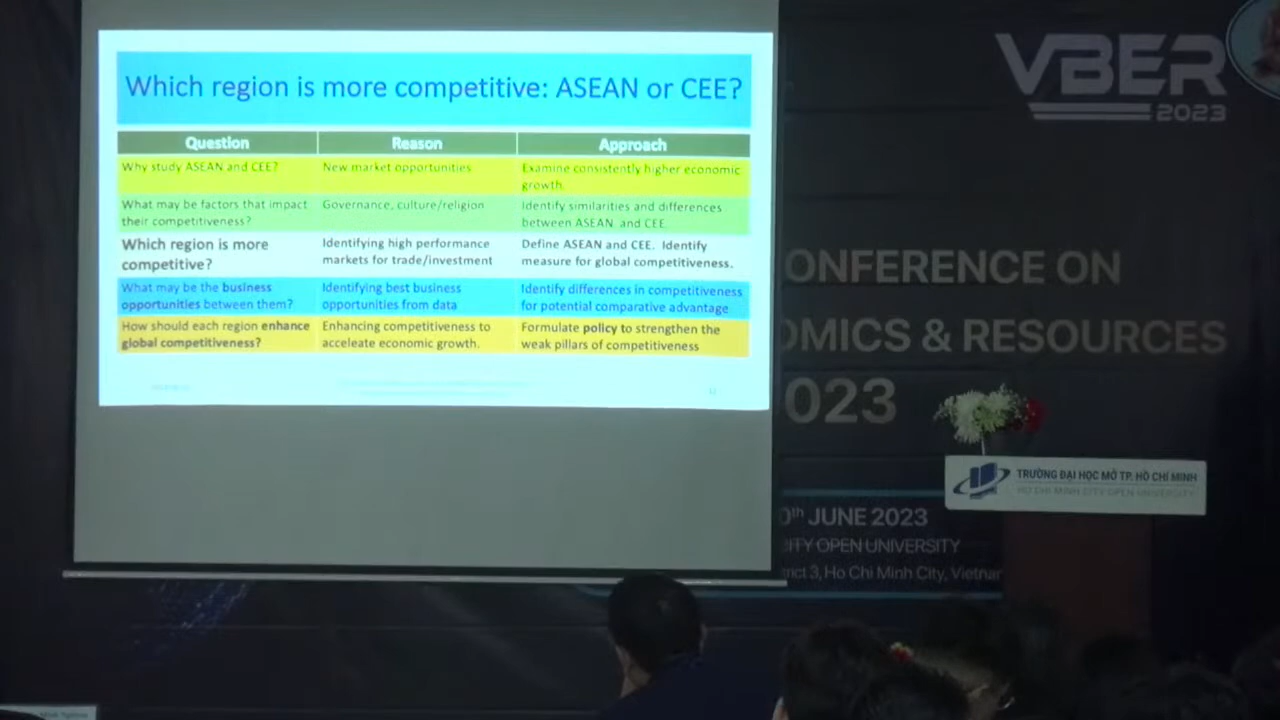 Which region is more competitive: ASEAN or CEE?
Question
Reason
Approach
Why study ASEAN and CEE?
New market opportunities
Examine consistently higher economic
growth.
What may be factors that impact
their competitiveness?
Governance, culture/religion
Identify similarities and differences
between ASEAN and CEE.
Which region is more
competitive?
Identifying high performance
markets for trade/investment
Define ASEAN and CEE. Identify
measure for global competitiveness.
What may be the business
opportunities between them?
Identifying best business
opportunities from data
Identify differences in competitiveness
for potential comparative advantage
How should each region enhance
global competitiveness?
Enhancing competitiveness to
acceleate economic growth.
Formulate policy to strengthen the
weak pillars of competitiveness
VBER
2023
ONFERENCE ON
OMICS & RESOURCES
023
TRƯỜNG ĐẠI HỌC MỞ TP. HỒ CHÍ MINH
HO CHI MINH CITY OPEN UNIVERSITY
0th JUNE 2023
ITY OPEN UNIVERSITY
rict 3, Ho Chi Minh City, Vietnam